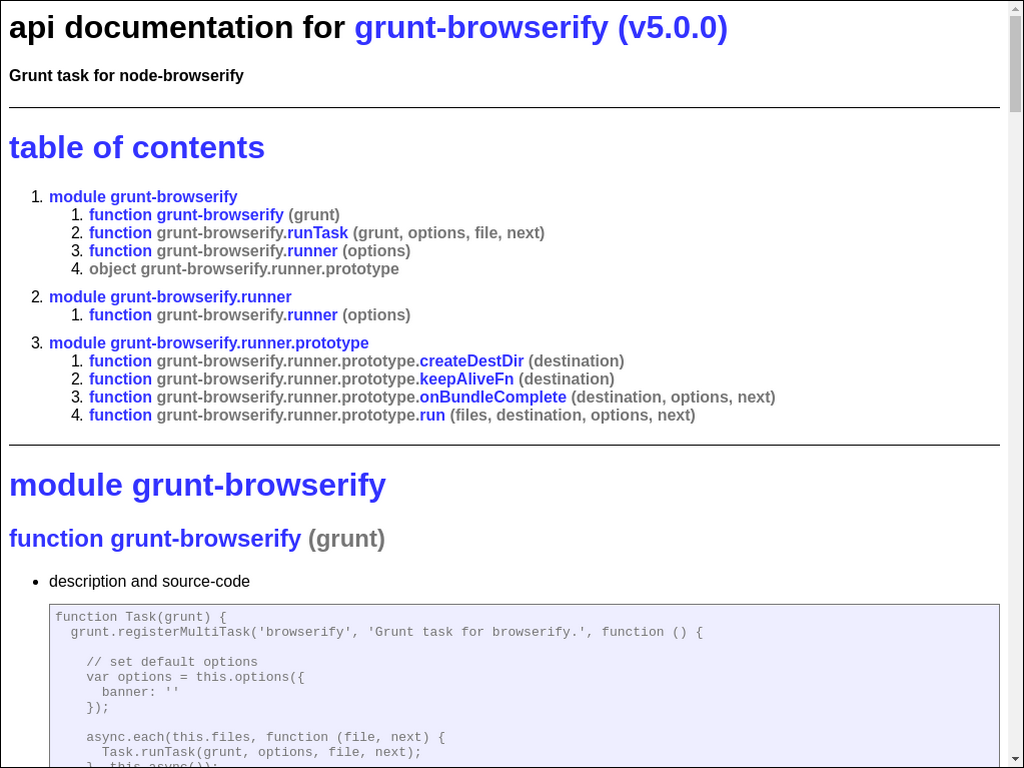 api documentation for grunt-browserify (v5.0.0)
Grunt task for node-browserify
table of contents
1. module grunt-browserify
1. function grunt-browserify (grunt)
2. function grunt-browserify.runTask (grunt, options, file, next)
3. function grunt-browserify.runner (options)
4. object grunt-browserify.runner.prototype
2. module grunt-browserify.runner
1. function grunt-browserify.runner (options)
3. module grunt-browserify.runner.prototype
1. function grunt-browserify.runner.prototype.createDestDir (destination)
2. function grunt-browserify.runner.prototype.keepAliveFn (destination)
3. function grunt-browserify.runner.prototype.onBundleComplete (destination, options, next)
4. function grunt-browserify.runner.prototype.run (files, destination, options, next)
module grunt-browserify
function grunt-browserify (grunt)
• description and source-code
function Task(grunt) {
grunt.registerMultiTask('browserify', 'Grunt task for browserify.', function () {
// set default options
var options = this.options({
banner: ''
});
async.each(this.files, function (file, next) {
Task.runTask(grunt, options, file, next);
}, this.async());